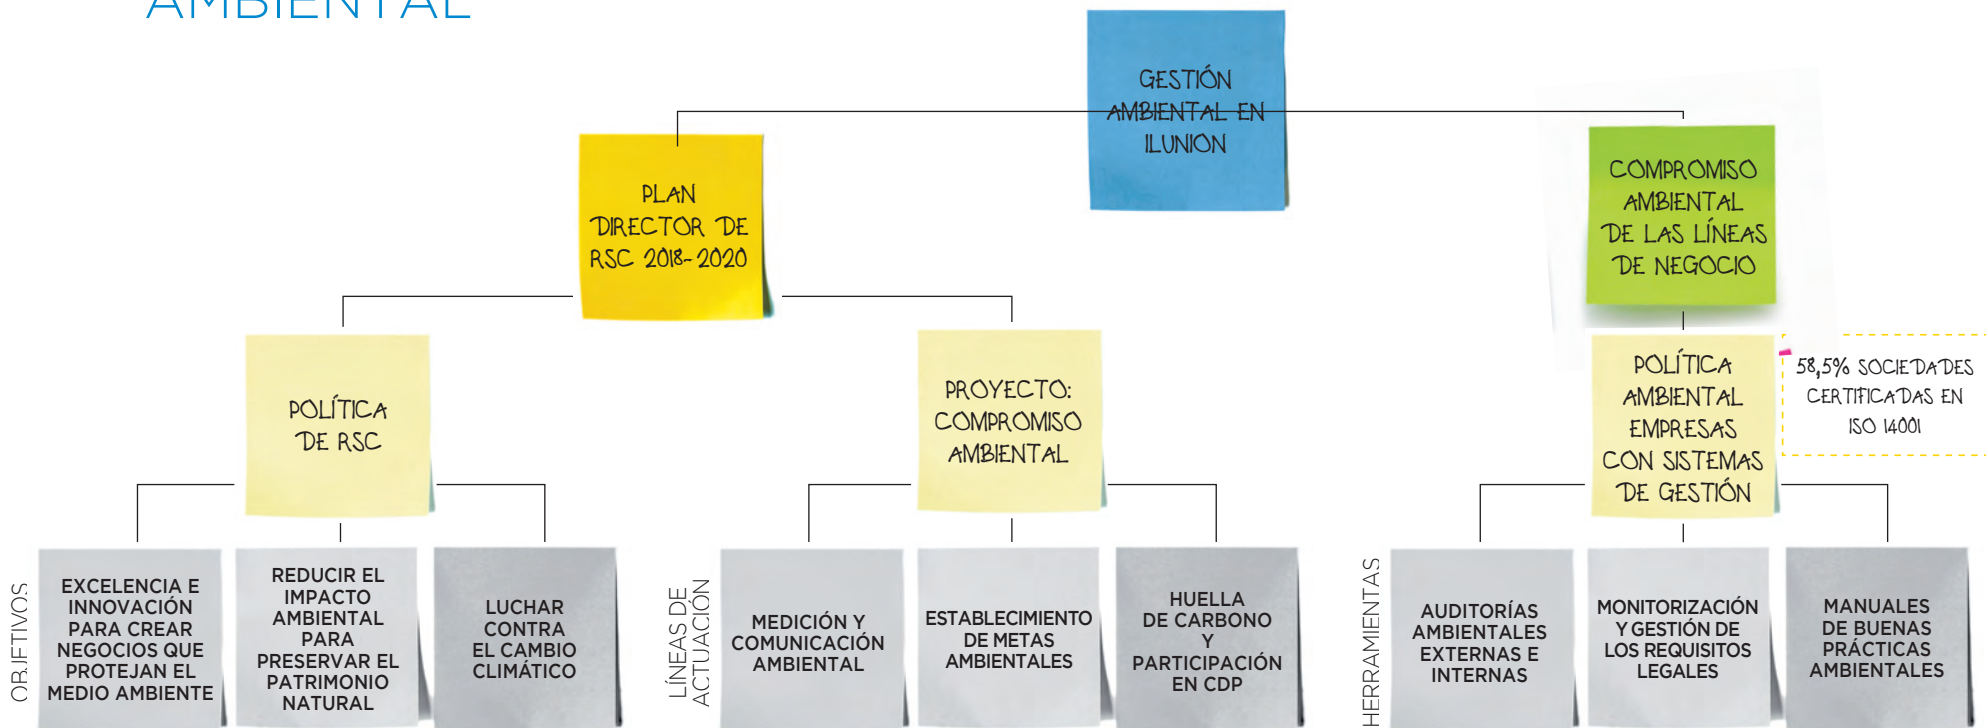 AMBIENTAL
GESTIÓN
AMBIENTAL EN
ILUNION
PLAN
DIRECTOR DE
RSC 2018-2020
COMPROMISO
AMBIENTAL
DE LAS LÍNEAS
DE NEGOCIO
POLÍTICA
DE RSC
PROYECTO:
COMPROMISO
AMBIENTAL
POLÍTICA
AMBIENTAL
EMPRESAS
CON SISTEMAS
DE GESTIÓN
58,5% SOCIEDADES
CERTIFICADAS EN
ISO 14001
OBJETIVOS
EXCELENCIA E
INNOVACIÓN
PARA CREAR
NEGOCIOS QUE
PROTEJAN EL
MEDIO AMBIENTE
REDUCIR EL
IMPACTO
AMBIENTAL
PARA
PRESERVAR EL
PATRIMONIO
NATURAL
LUCHAR
CONTRA
EL CAMBIO
CLIMÁTICO
LÍNEAS DE
ACTUACIÓN
MEDICIÓN Y
COMUNICACIÓN
AMBIENTAL
ESTABLECIMIENTO
DE METAS
AMBIENTALES
HUELLA
DE CARBONO
Y
PARTICIPACIÓN
EN CDP
HERRAMIENTAS
AUDITORÍAS
AMBIENTALES
EXTERNAS E
INTERNAS
MONITORIZACIÓN
Y GESTIÓN DE
LOS REQUISITOS
LEGALES
MANUALES
DE BUENAS
PRÁCTICAS
AMBIENTALES